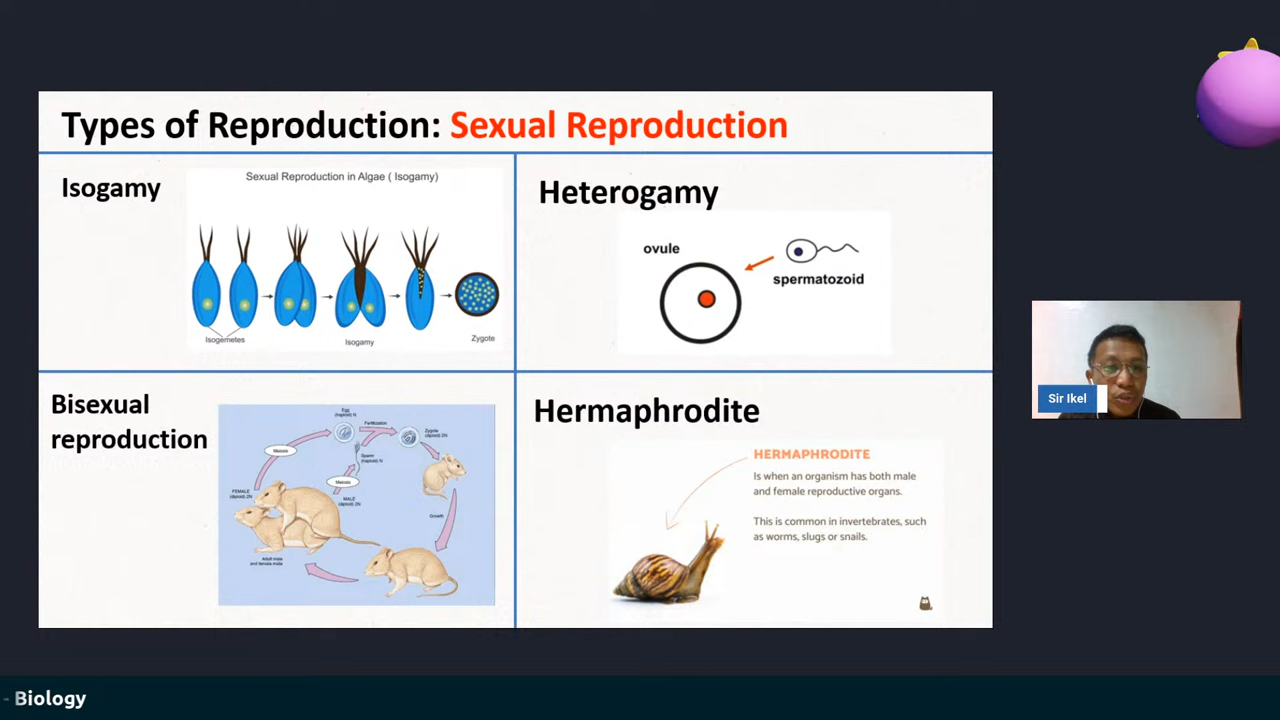 Types of Reproduction: Sexual Reproduction
Isogamy
Sexual Reproduction in Algae ( Isogamy)
Isogemetes
Isogamy
Zygote
Heterogamy
ovule
spermatozoid
Bisexual
reproduction
Egg
(haploid) N
Fertilization
Zygote
(diploid) 2N
Meiosis
Sperm
(haploid) N
Meiosis
FEMALE
(diploid) 2N
MALE
(diploid) 2N
Growth
Adult male
and female mate
Hermaphrodite
HERMAPHRODITE
Is when an organism has both male
and female reproductive organs.
This is common in invertebrates, such
as worms, slugs or snails.
Sir Ikel
- Biology